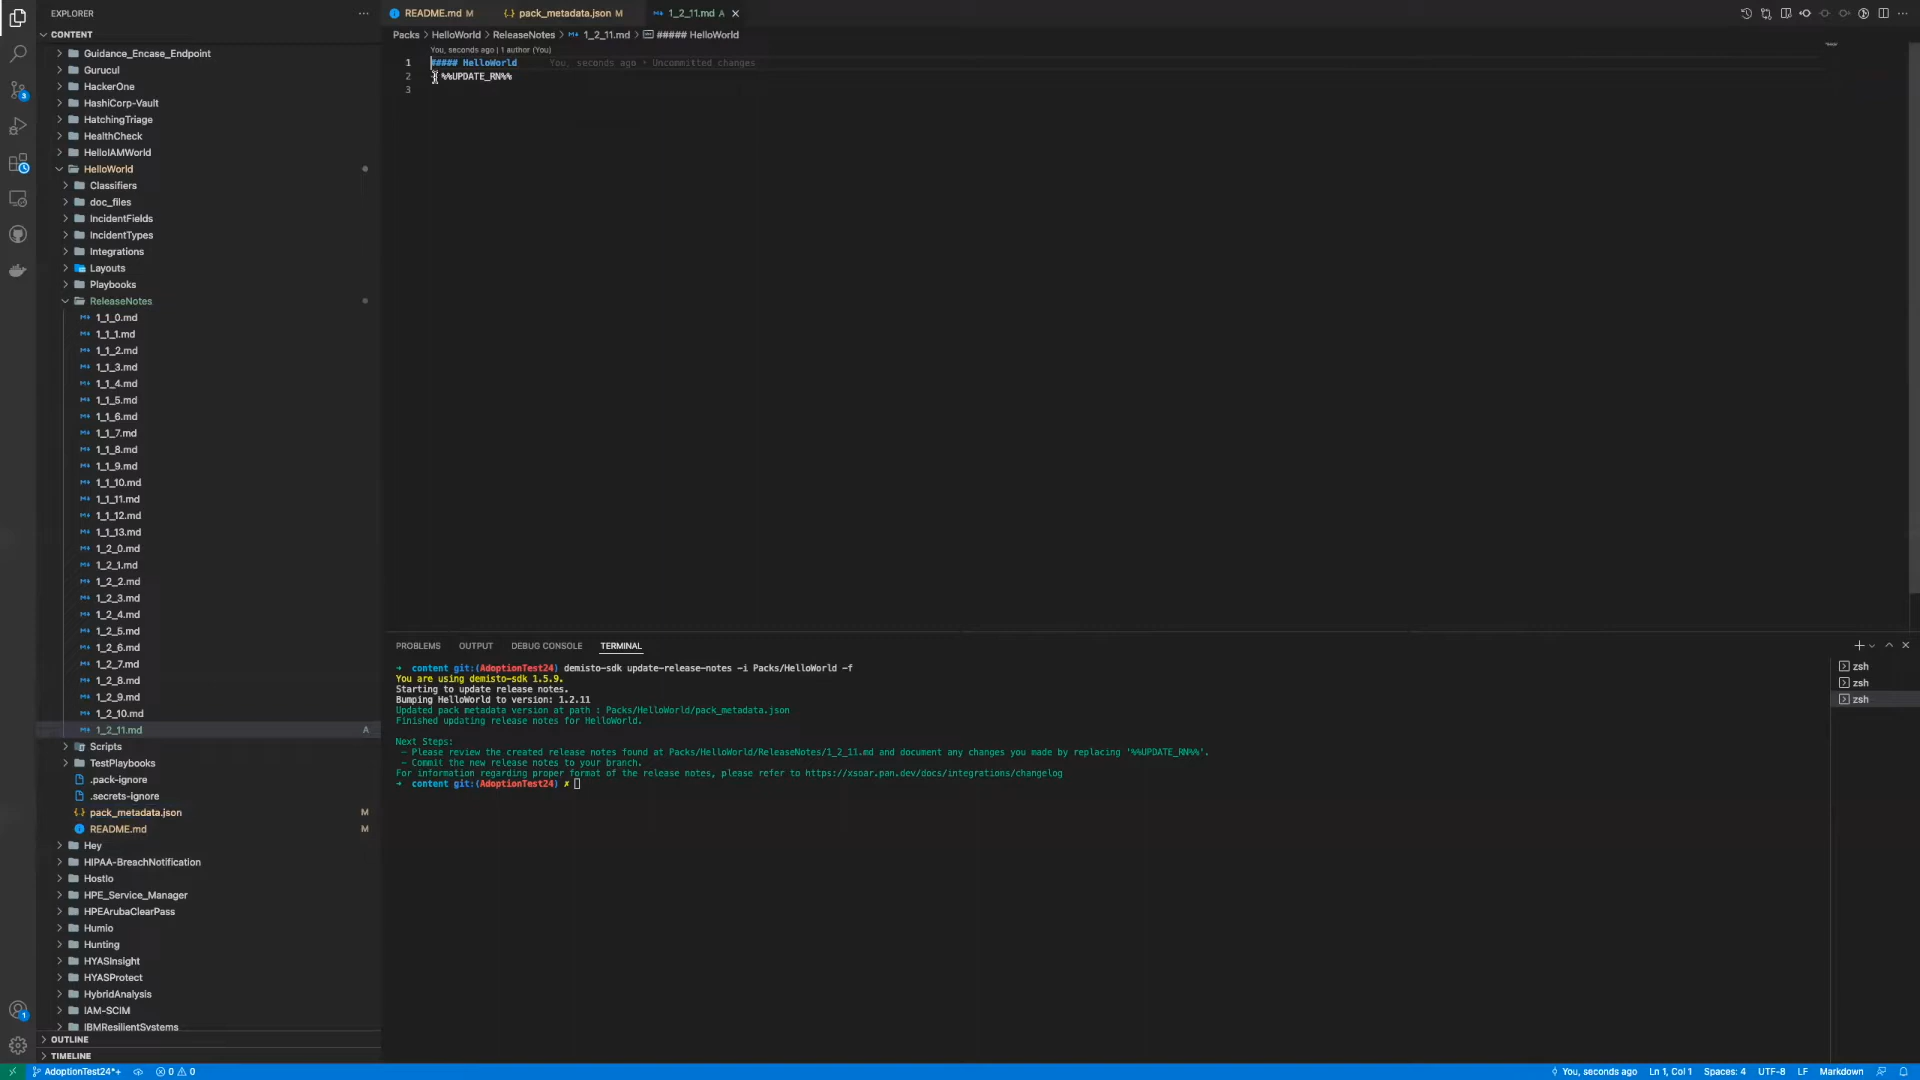 EXPLORER
CONTENT
Guidance_Encase_Endpoint
Gurucul
HackerOne
HashiCorp-Vault
HatchingTriage
HealthCheck
HelloIAMWorld
HelloWorld
Classifiers
doc_files
IncidentFields
IncidentTypes
Integrations
Layouts
Playbooks
ReleaseNotes
1_1_0.md
1_1_1.md
1_1_2.md
1_1_3.md
1_1_4.md
1_1_5.md
1_1_6.md
1_1_7.md
1_1_8.md
1_1_9.md
1_1_10.md
1_1_11.md
1_1_12.md
1_1_13.md
1_2_0.md
1_2_1.md
1_2_2.md
1_2_3.md
1_2_4.md
1_2_5.md
1_2_6.md
1_2_7.md
1_2_8.md
1_2_9.md
1_2_10.md
1_2_11.md A
Scripts
TestPlaybooks
.pack-ignore
.secrets-ignore
pack_metadata.json M
README.md M
Hey
HIPAA-BreachNotification
HostIo
HPE_Service_Manager
HPEArubaClearPass
Humio
Hunting
HYASInsight
HYASProtect
HybridAnalysis
IAM-SCIM
IBMResilientSystems
OUTLINE
TIMELINE
README.md M
pack_metadata.json M
1_2_11.md A
Packs > HelloWorld > ReleaseNotes > 1_2_11.md > ##### HelloWorld
You, seconds ago | 1 author (You)
1 ##### HelloWorld You, seconds ago • Uncommitted changes
2 - %%UPDATE_RN%%
3
PROBLEMS OUTPUT DEBUG CONSOLE TERMINAL
→ content git:(AdoptionTest24) demisto-sdk update-release-notes -i Packs/HelloWorld -f
You are using demisto-sdk 1.5.9.
Starting to update release notes.
Bumping HelloWorld to version: 1.2.11
Updated pack metadata version at path : Packs/HelloWorld/pack_metadata.json
Finished updating release notes for HelloWorld.
Next Steps:
– Please review the created release notes found at Packs/HelloWorld/ReleaseNotes/1_2_11.md and document any changes you made by replacing '%%UPDATE_RN%%'.
– Commit the new release notes to your branch.
For information regarding proper format of the release notes, please refer to https://xsoar.pan.dev/docs/integrations/changelog
→ content git:(AdoptionTest24) ✗
zsh
zsh
zsh
3
1
AdoptionTest24*+ 0 0
You, seconds ago Ln 1, Col 1 Spaces: 4 UTF-8 LF Markdown